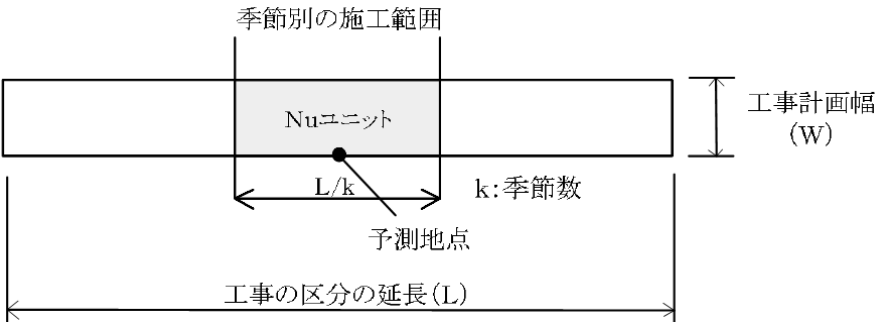 季節別の施工範囲
Nuユニット
工事計画幅
(W)
L/k
k:季節数
予測地点
工事の区分の延長(L)